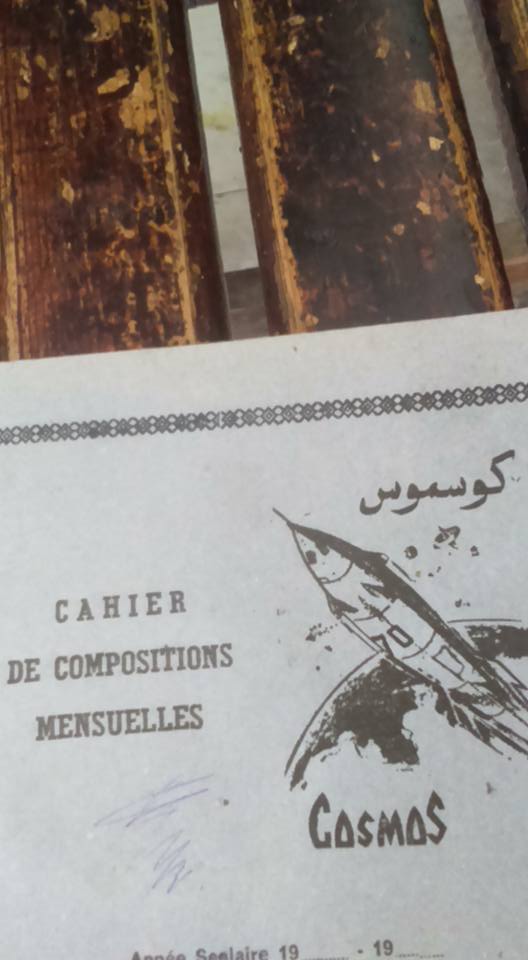 كوسموس
CAHIER
DE COMPOSITIONS
MENSUELLES
COSMOS
Année Scolaire 19........ - 19........